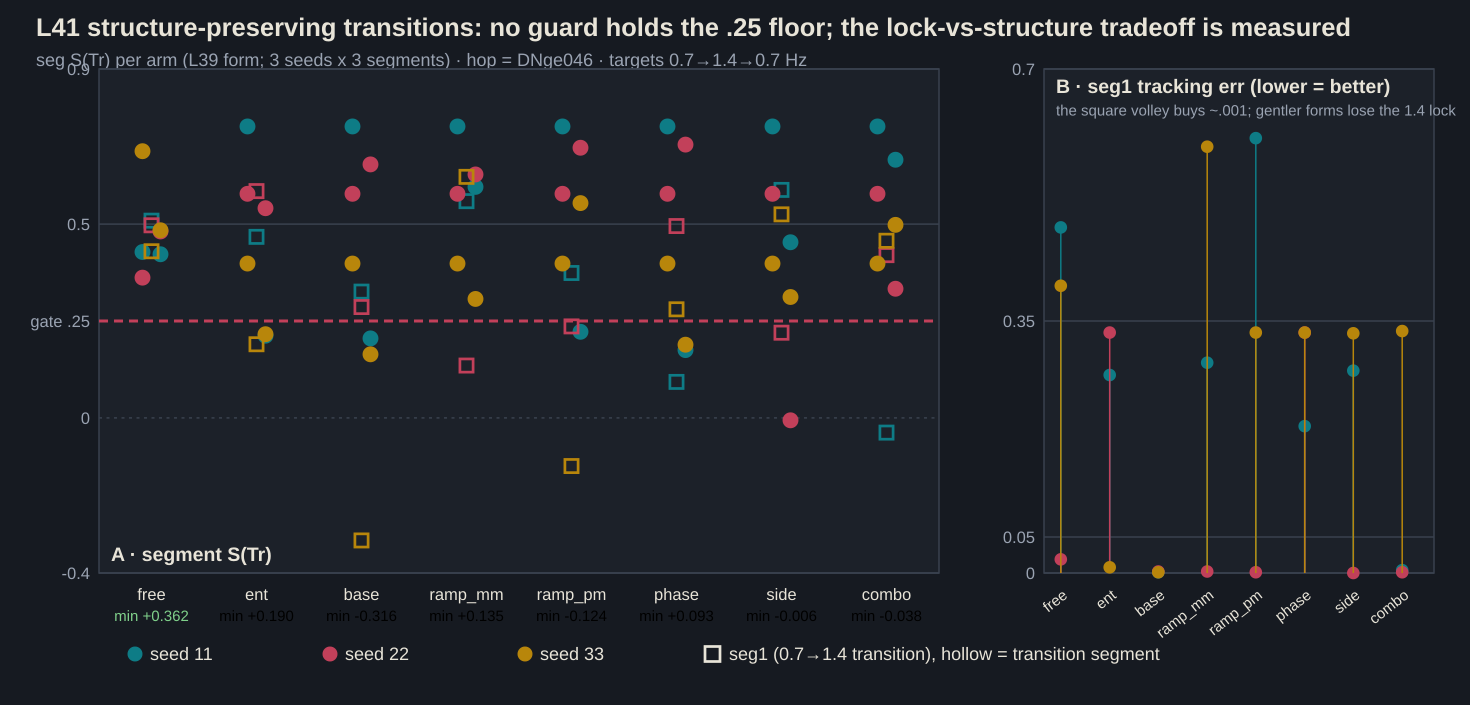 L41 structure-preserving transitions: no guard holds the .25 floor; the lock-vs-structure tradeoff is measured
seg S(Tr) per arm (L39 form; 3 seeds x 3 segments) · hop = DNge046 · targets 0.7→1.4→0.7 Hz
0.9
0.5
gate .25
0
-0.4
A · segment S(Tr)
free ent base ramp_mm ramp_pm phase side combo
min +0.362 min +0.190 min -0.316 min +0.135 min -0.124 min +0.093 min -0.006 min -0.038
0.7
B · seg1 tracking err (lower = better)
the square volley buys ~.001; gentler forms lose the 1.4 lock
0.35
0.05
0
free ent base ramp_mm ramp_pm phase side combo
seed 11 seed 22 seed 33 seg1 (0.7→1.4 transition), hollow = transition segment